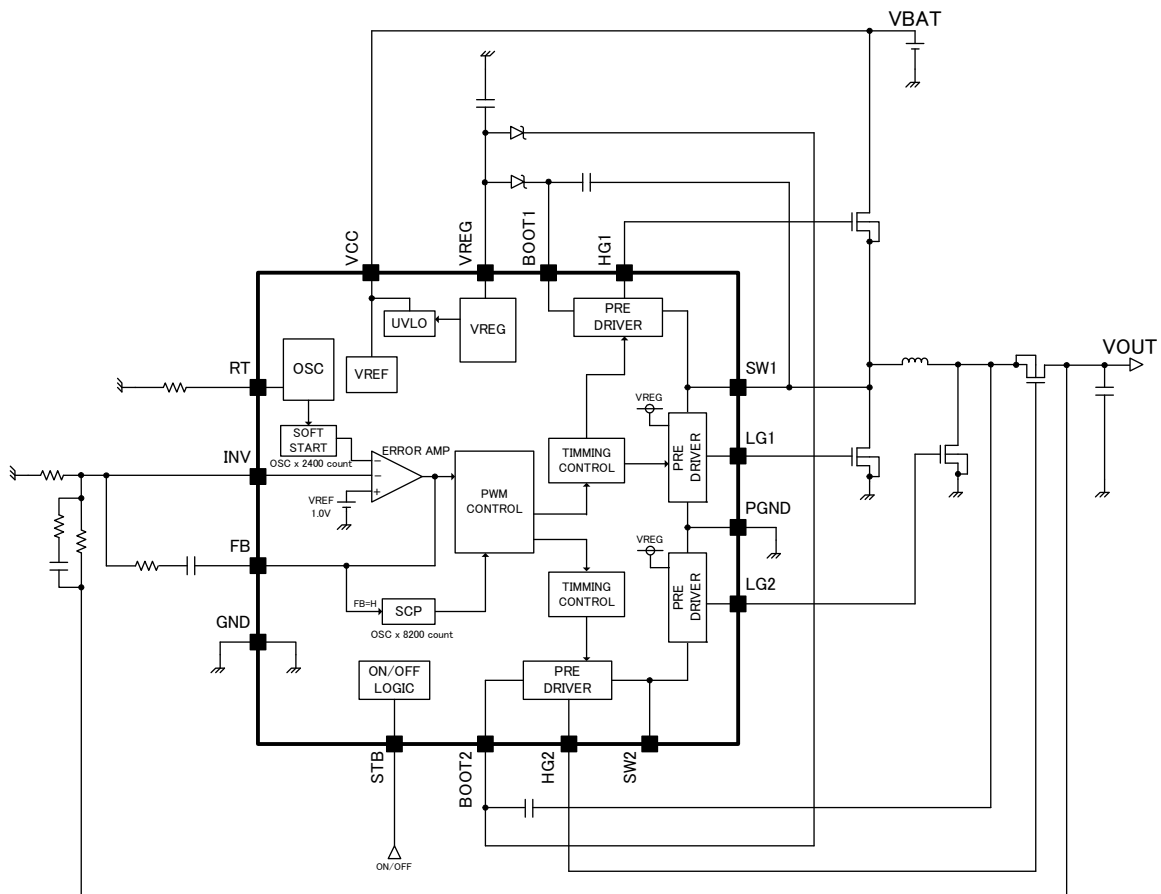 VBAT
VCC
VREG
BOOT1
HG1
PRE
DRIVER
UVLO
VREG
VREF
OSC
RT
SOFT
START
OSC x 2400 count
INV
ERROR AMP
VREF
1.0V
PWM
CONTROL
TIMMING
CONTROL
VREG
PRE
DRIVER
SW1
VOUT
LG1
PGND
VREG
PRE
DRIVER
LG2
FB
FB=H
SCP
OSC x 8200 count
TIMMING
CONTROL
GND
ON/OFF
LOGIC
PRE
DRIVER
STB
BOOT2
HG2
SW2
ON/OFF